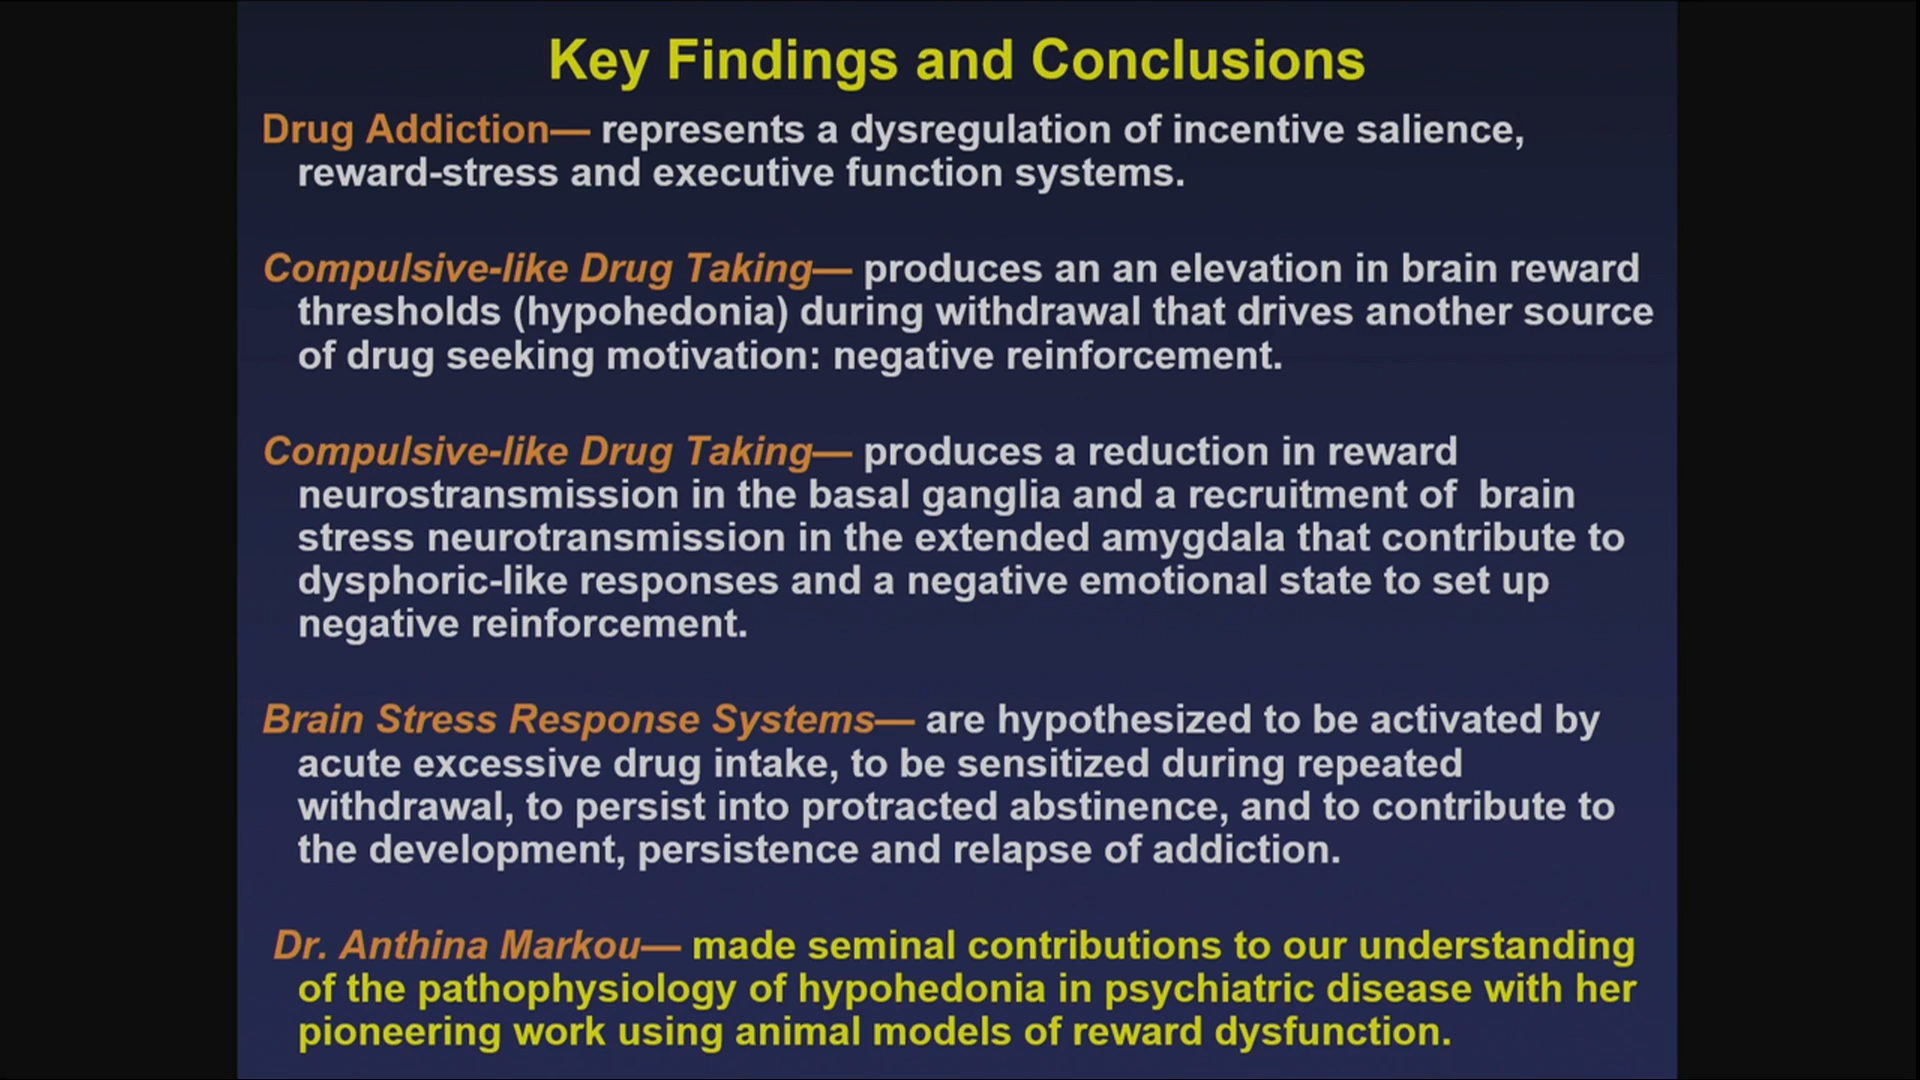 Key Findings and Conclusions
Drug Addiction— represents a dysregulation of incentive salience,
reward-stress and executive function systems.
Compulsive-like Drug Taking— produces an an elevation in brain reward
thresholds (hypohedonia) during withdrawal that drives another source
of drug seeking motivation: negative reinforcement.
Compulsive-like Drug Taking— produces a reduction in reward
neurostransmission in the basal ganglia and a recruitment of  brain
stress neurotransmission in the extended amygdala that contribute to
dysphoric-like responses and a negative emotional state to set up
negative reinforcement.
Brain Stress Response Systems— are hypothesized to be activated by
acute excessive drug intake, to be sensitized during repeated
withdrawal, to persist into protracted abstinence, and to contribute to
the development, persistence and relapse of addiction.
Dr. Anthina Markou— made seminal contributions to our understanding
of the pathophysiology of hypohedonia in psychiatric disease with her
pioneering work using animal models of reward dysfunction.